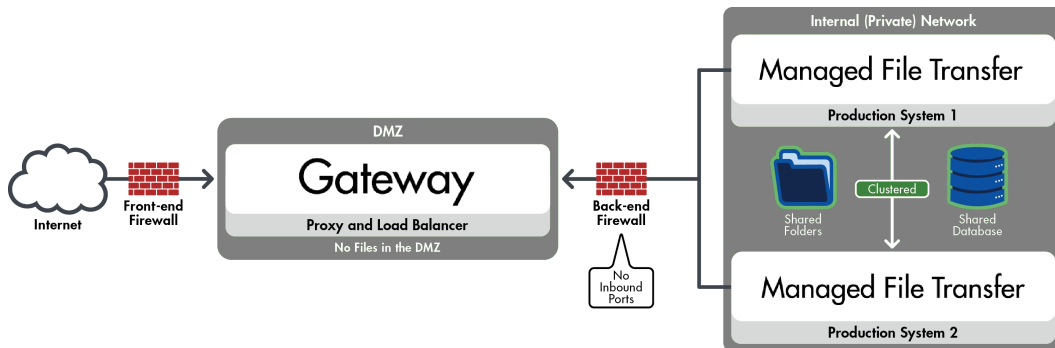 Internet
Front-end
Firewall
DMZ
Gateway
Proxy and Load Balancer
No Files in the DMZ
Back-end
Firewall
No
Inbound
Ports
Internal (Private) Network
Managed File Transfer
Production System 1
Shared
Folders
Clustered
Shared
Database
Managed File Transfer
Production System 2